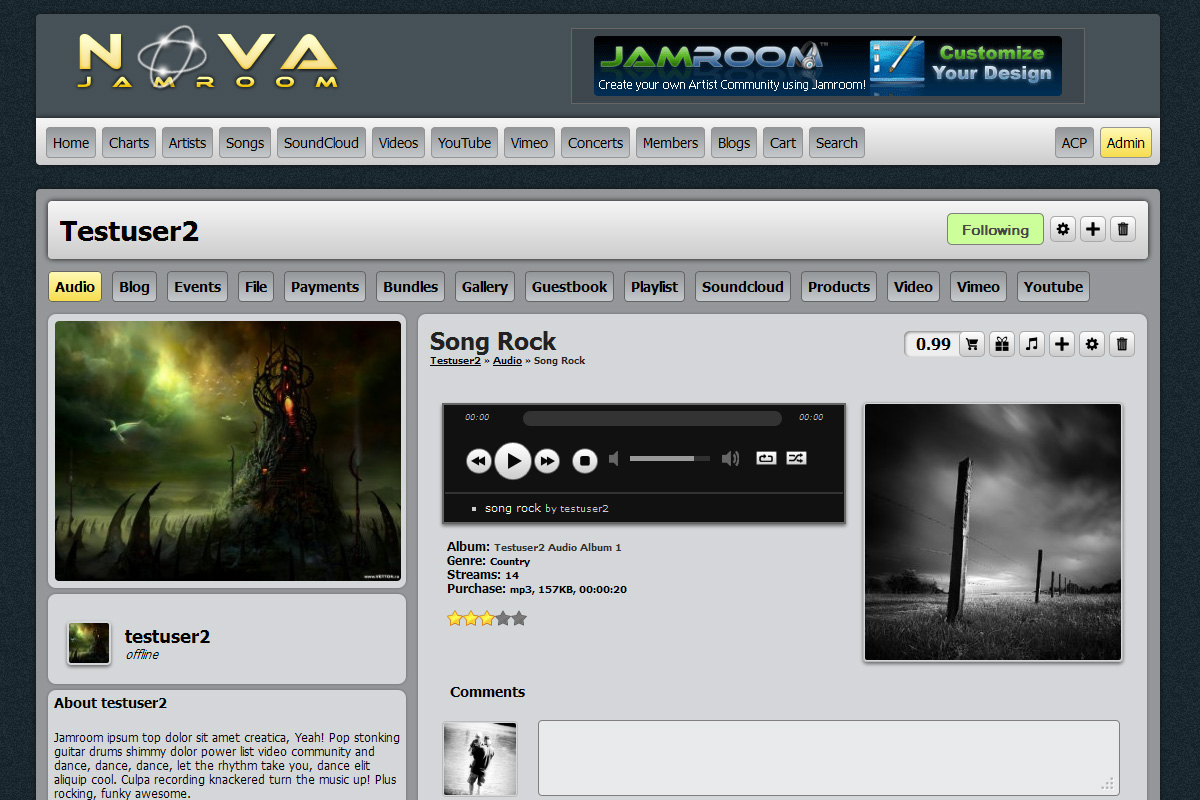 NOVA
JAMROOM
JAMROOM™
Create your own Artist Community using Jamroom!
Customize
Your Design
Home Charts Artists Songs SoundCloud Videos YouTube Vimeo Concerts Members Blogs Cart Search ACP Admin
Testuser2
Following
Audio Blog Events File Payments Bundles Gallery Guestbook Playlist Soundcloud Products Video Vimeo Youtube
www.VETTON.ru
testuser2
offline
About testuser2
Jamroom ipsum top dolor sit amet creatica, Yeah! Pop stonking
guitar drums shimmy dolor power list video community and
dance, dance, dance, let the rhythm take you, dance elit
aliquip cool. Culpa recording knackered turn the music up! Plus
rocking, funky awesome.
Song Rock
0.99
Testuser2 » Audio » Song Rock
00:00 00:00
song rock by testuser2
Album: Testuser2 Audio Album 1
Genre: Country
Streams: 14
Purchase: mp3, 157KB, 00:00:20
Comments